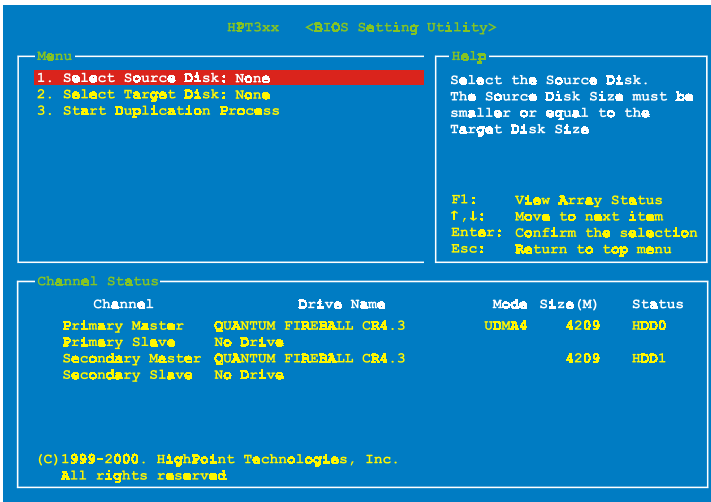 HPT3xx <BIOS Setting Utility>
Menu
1. Select Source Disk: None
2. Select Target Disk: None
3. Start Duplication Process
Help
Select the Source Disk.
The Source Disk Size must be
smaller or equal to the
Target Disk Size
F1: View Array Status
↑,↓: Move to next item
Enter: Confirm the selection
Esc: Return to top menu
Channel Status
Channel Drive Name Mode Size(M) Status
Primary Master QUANTUM FIREBALL CR4.3 UDMA4 4209 HDD0
Primary Slave No Drive
Secondary Master QUANTUM FIREBALL CR4.3 4209 HDD1
Secondary Slave No Drive
(C)1999-2000. HighPoint Technologies, Inc.
All rights reserved